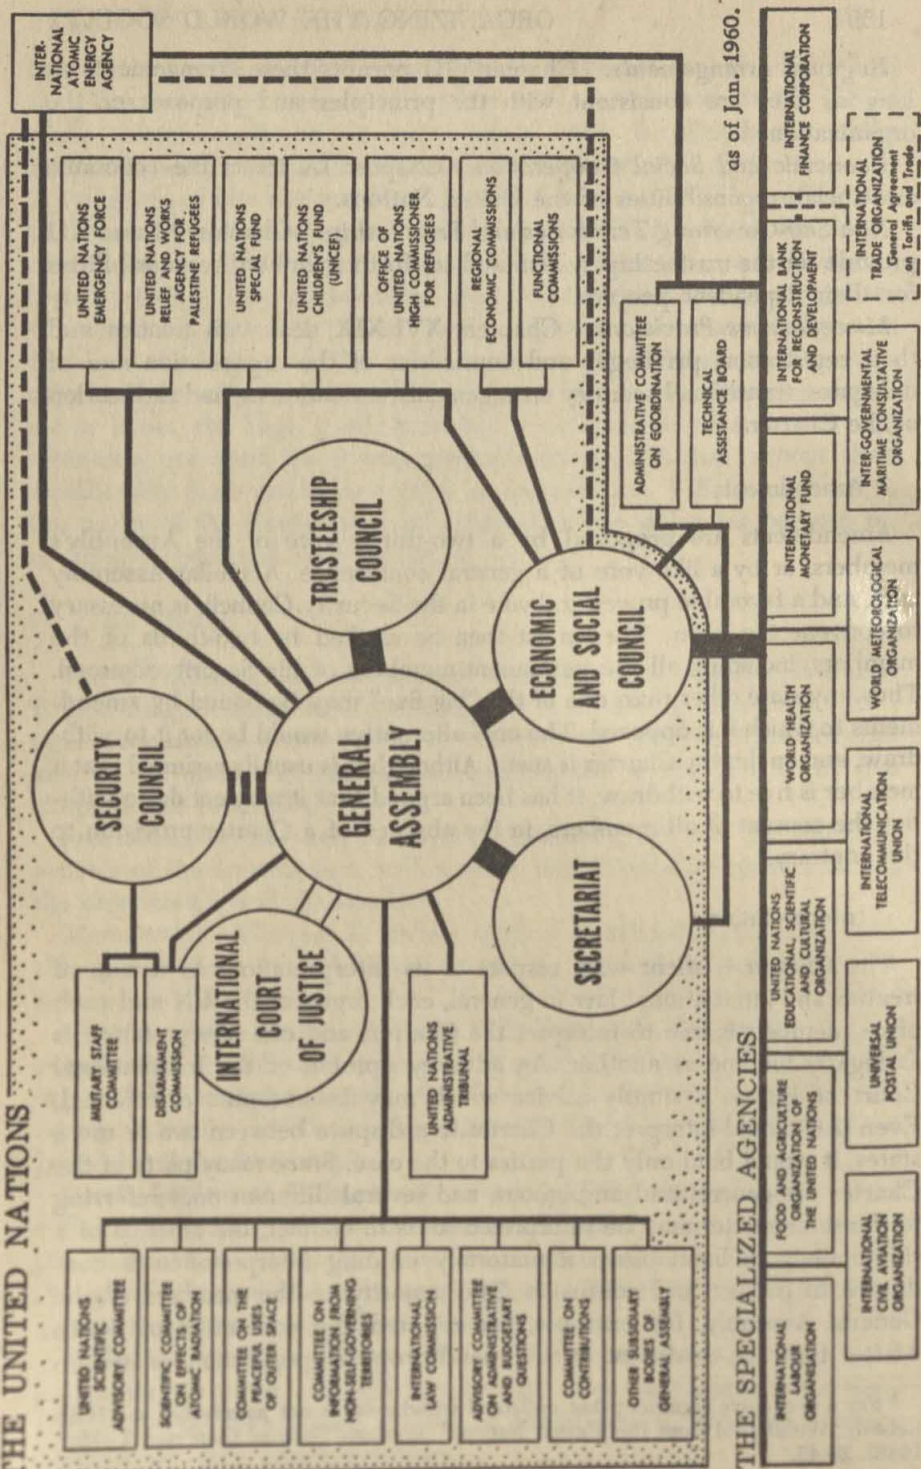 THE UNITED NATIONS
INTER-
NATIONAL
ATOMIC
ENERGY
AGENCY
MILITARY STAFF
COMMITTEE
DISARMAMENT
COMMISSION
SECURITY
COUNCIL
UNITED NATIONS
EMERGENCY FORCE
UNITED NATIONS
RELIEF AND WORKS
AGENCY FOR
PALESTINE REFUGEES
UNITED NATIONS
SPECIAL FUND
UNITED NATIONS
CHILDREN'S FUND
(UNICEF)
OFFICE OF
UNITED NATIONS
HIGH COMMISSIONER
FOR REFUGEES
REGIONAL
ECONOMIC COMMISSIONS
FUNCTIONAL
COMMISSIONS
INTERNATIONAL
COURT
OF JUSTICE
GENERAL
ASSEMBLY
TRUSTEESHIP
COUNCIL
UNITED NATIONS
SCIENTIFIC
ADVISORY COMMITTEE
SCIENTIFIC COMMITTEE
ON EFFECTS OF
ATOMIC RADIATION
COMMITTEE ON THE
PEACEFUL USES
OF OUTER SPACE
COMMITTEE ON
INFORMATION FROM
NON-SELF-GOVERNING
TERRITORIES
INTERNATIONAL
LAW COMMISSION
ADVISORY COMMITTEE
ON ADMINISTRATIVE
AND BUDGETARY
QUESTIONS
COMMITTEE ON
CONTRIBUTIONS
OTHER SUBSIDIARY
BODIES OF
GENERAL ASSEMBLY
UNITED NATIONS
ADMINISTRATIVE
TRIBUNAL
SECRETARIAT
ECONOMIC
AND SOCIAL
COUNCIL
ADMINISTRATIVE COMMITTEE
ON COORDINATION
TECHNICAL
ASSISTANCE BOARD
as of Jan. 1960.
THE SPECIALIZED AGENCIES
INTERNATIONAL
LABOUR
ORGANISATION
FOOD AND AGRICULTURE
ORGANIZATION OF
THE UNITED NATIONS
UNITED NATIONS
EDUCATIONAL, SCIENTIFIC
AND CULTURAL
ORGANIZATION
WORLD HEALTH
ORGANIZATION
INTERNATIONAL
MONETARY FUND
INTERNATIONAL BANK
FOR RECONSTRUCTION
AND DEVELOPMENT
INTERNATIONAL
FINANCE CORPORATION
INTERNATIONAL
CIVIL AVIATION
ORGANIZATION
UNIVERSAL
POSTAL UNION
INTERNATIONAL
TELECOMMUNICATION
UNION
WORLD METEOROLOGICAL
ORGANIZATION
INTER-GOVERNMENTAL
MARITIME CONSULTATIVE
ORGANIZATION
INTERNATIONAL
TRADE ORGANIZATION
General Agreement
on Tariffs and Trade